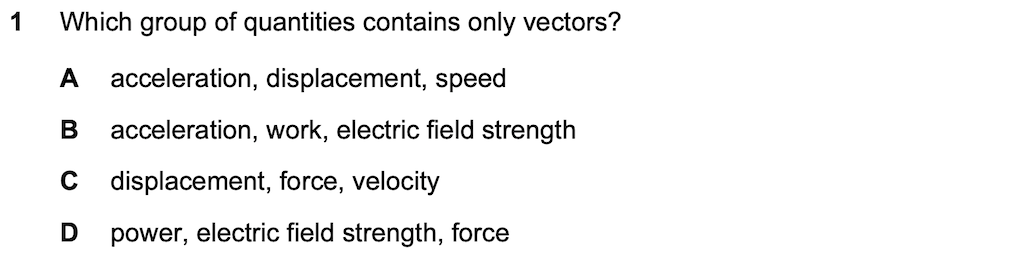 1 Which group of quantities contains only vectors?
A acceleration, displacement, speed
B acceleration, work, electric field strength
C displacement, force, velocity
D power, electric field strength, force